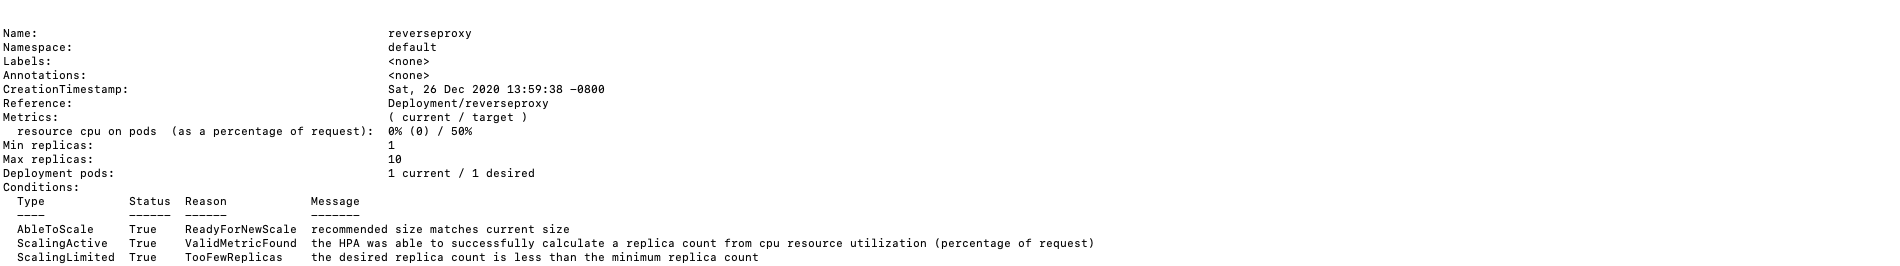 Name:                                                  reverseproxy
Namespace:                                             default
Labels:                                                <none>
Annotations:                                           <none>
CreationTimestamp:                                     Sat, 26 Dec 2020 13:59:38 -0800
Reference:                                             Deployment/reverseproxy
Metrics:                                               ( current / target )
  resource cpu on pods  (as a percentage of request):  0% (0) / 50%
Min replicas:                                          1
Max replicas:                                          10
Deployment pods:                                       1 current / 1 desired
Conditions:
  Type            Status  Reason            Message
  ----            ------  ------            -------
  AbleToScale     True    ReadyForNewScale  recommended size matches current size
  ScalingActive   True    ValidMetricFound  the HPA was able to successfully calculate a replica count from cpu resource utilization (percentage of request)
  ScalingLimited  True    TooFewReplicas    the desired replica count is less than the minimum replica count